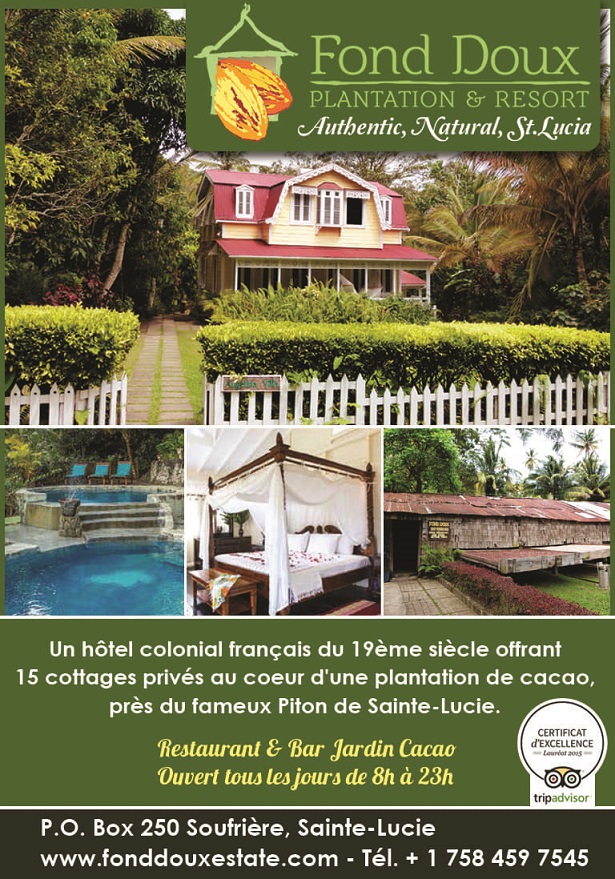 Fond Doux
PLANTATION & RESORT
Authentic, Natural, St.Lucia
Un hôtel colonial français du 19ème siècle offrant
15 cottages privés au coeur d'une plantation de cacao,
près du fameux Piton de Sainte-Lucie.
Restaurant & Bar Jardin Cacao
Ouvert tous les jours de 8h à 23h
CERTIFICAT
d'EXCELLENCE
Lauréat 2015
tripadvisor
P.O. Box 250 Soufrière, Sainte-Lucie
www.fonddouxestate.com - Tél. + 1 758 459 7545